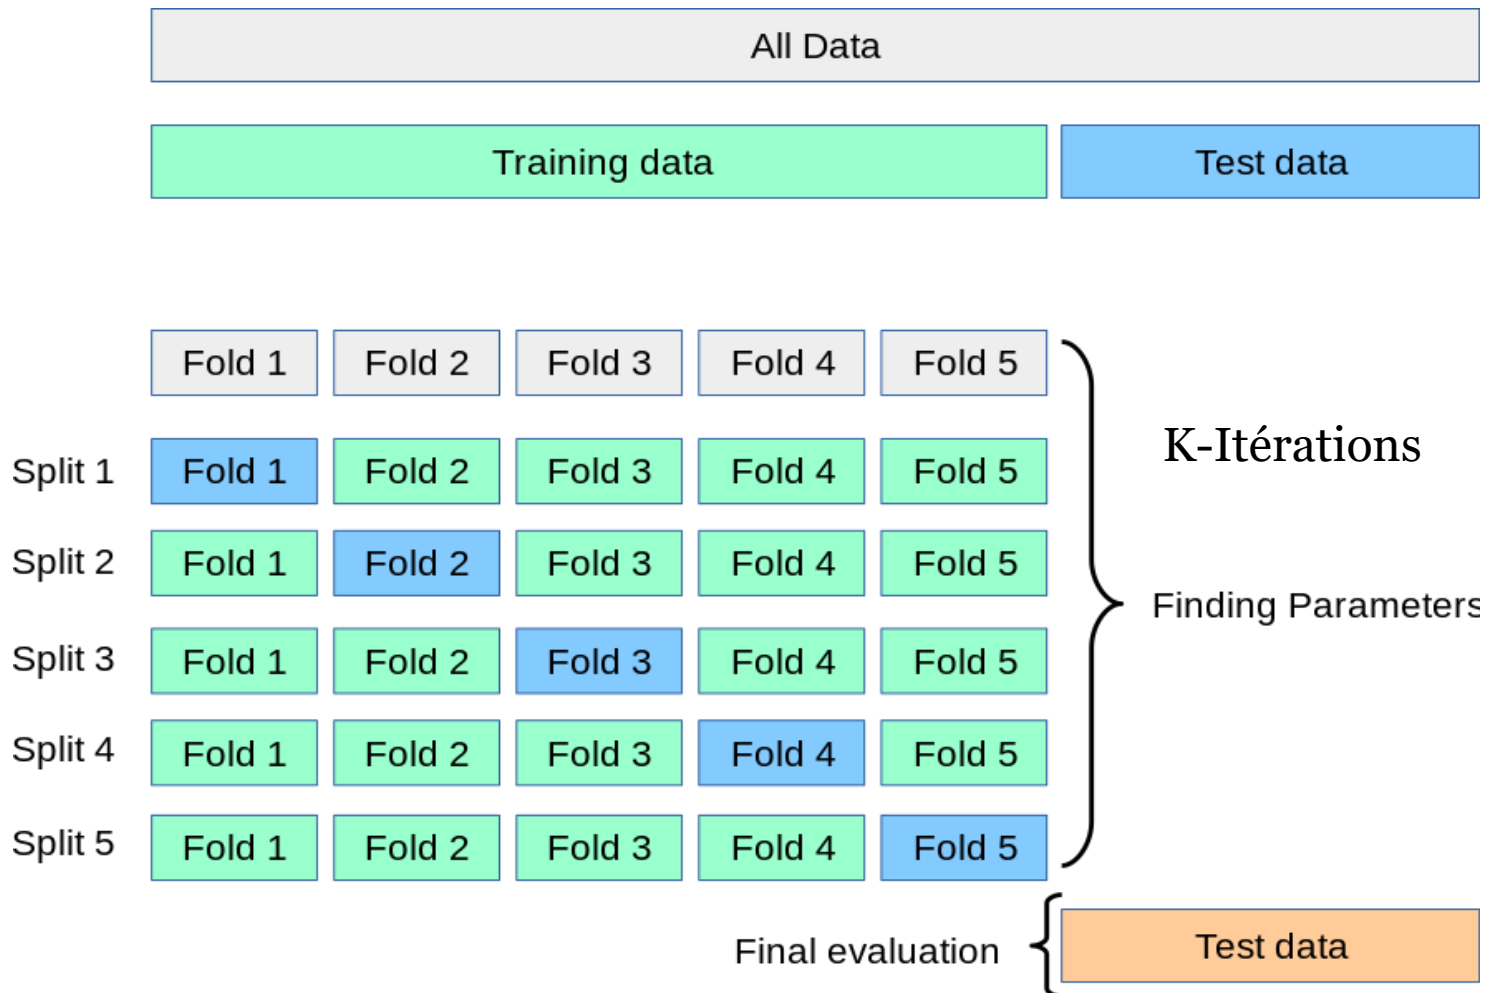 All Data
Training data Test data
Fold 1 Fold 2 Fold 3 Fold 4 Fold 5
K-Itérations
Split 1 Fold 1 Fold 2 Fold 3 Fold 4 Fold 5
Split 2 Fold 1 Fold 2 Fold 3 Fold 4 Fold 5
Finding Parameters
Split 3 Fold 1 Fold 2 Fold 3 Fold 4 Fold 5
Split 4 Fold 1 Fold 2 Fold 3 Fold 4 Fold 5
Split 5 Fold 1 Fold 2 Fold 3 Fold 4 Fold 5
Final evaluation Test data